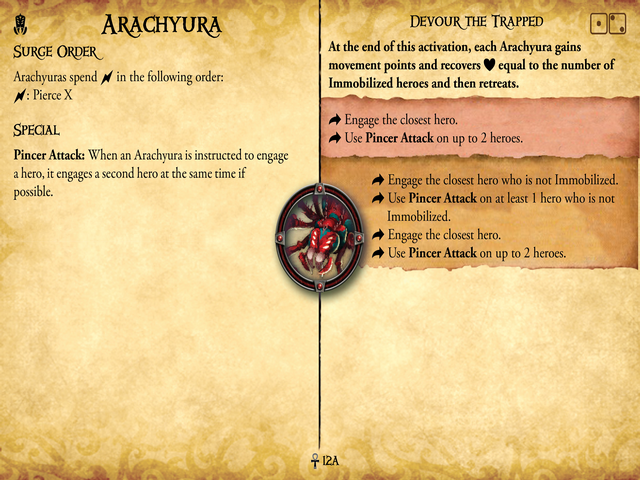 Arachyura
Surge Order
Arachyuras spend in the following order:
: Pierce X
Special
Pincer Attack: When an Arachyura is instructed to engage
a hero, it engages a second hero at the same time if
possible.
Devour the Trapped
At the end of this activation, each Arachyura gains
movement points and recovers equal to the number of
Immobilized heroes and then retreats.
Engage the closest hero.
Use Pincer Attack on up to 2 heroes.
Engage the closest hero who is not Immobilized.
Use Pincer Attack on at least 1 hero who is not
Immobilized.
Engage the closest hero.
Use Pincer Attack on up to 2 heroes.
12A